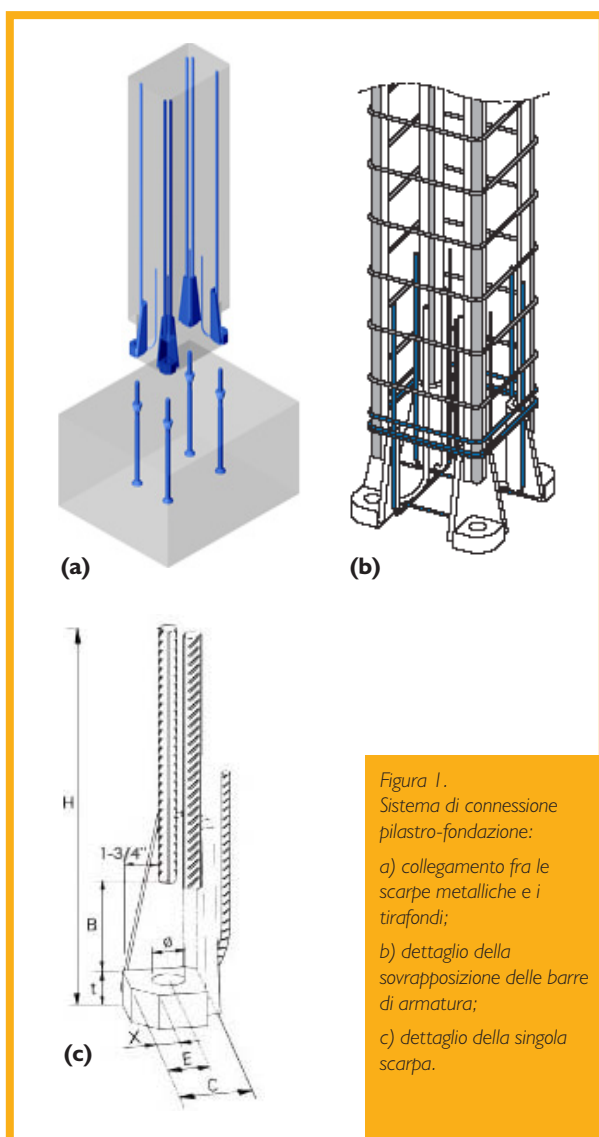 (a)
(b)
H
1-3/4"
B
ø
t
X
E
C
(c)
Figura 1.
Sistema di connessione
pilastro-fondazione:
a) collegamento fra le
scarpe metalliche e i
tirafondi;
b) dettaglio della
sovrapposizione delle barre
di armatura;
c) dettaglio della singola
scarpa.